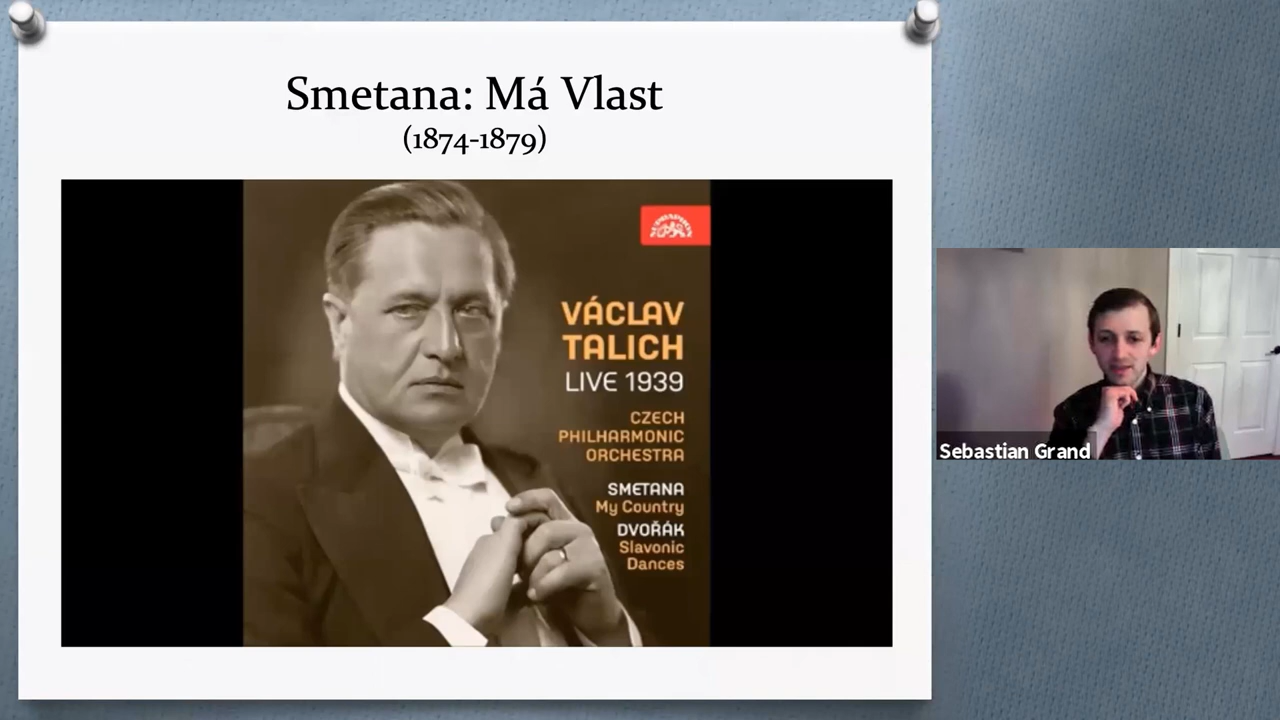 Smetana: Má Vlast
(1874-1879)
SUPRAPHON
VÁCLAV
TALICH
LIVE 1939
CZECH
PHILHARMONIC
ORCHESTRA
SMETANA
My Country
DVOŘÁK
Slavonic
Dances
Sebastian Grand